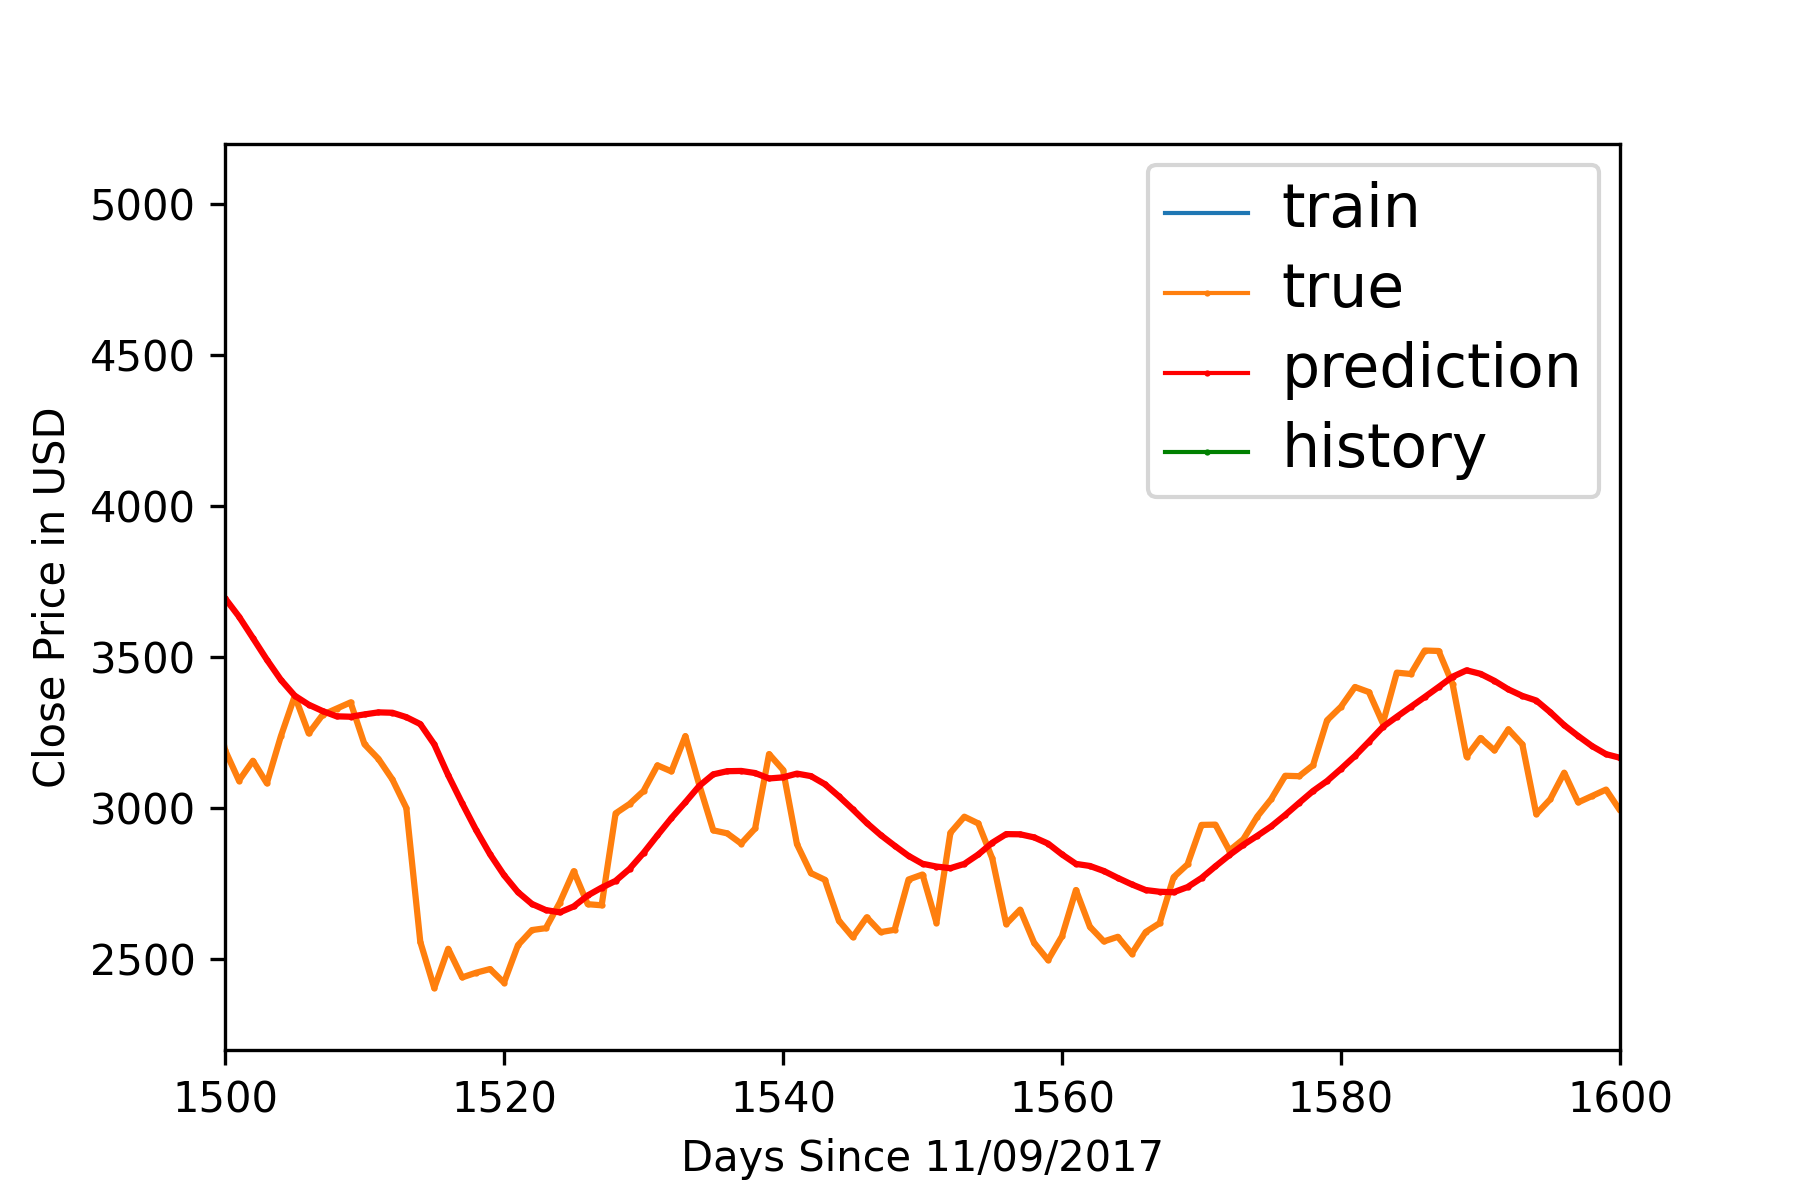 train
true
prediction
history
5000
4500
4000
3500
3000
2500
Close Price in USD
1500 1520 1540 1560 1580 1600
Days Since 11/09/2017